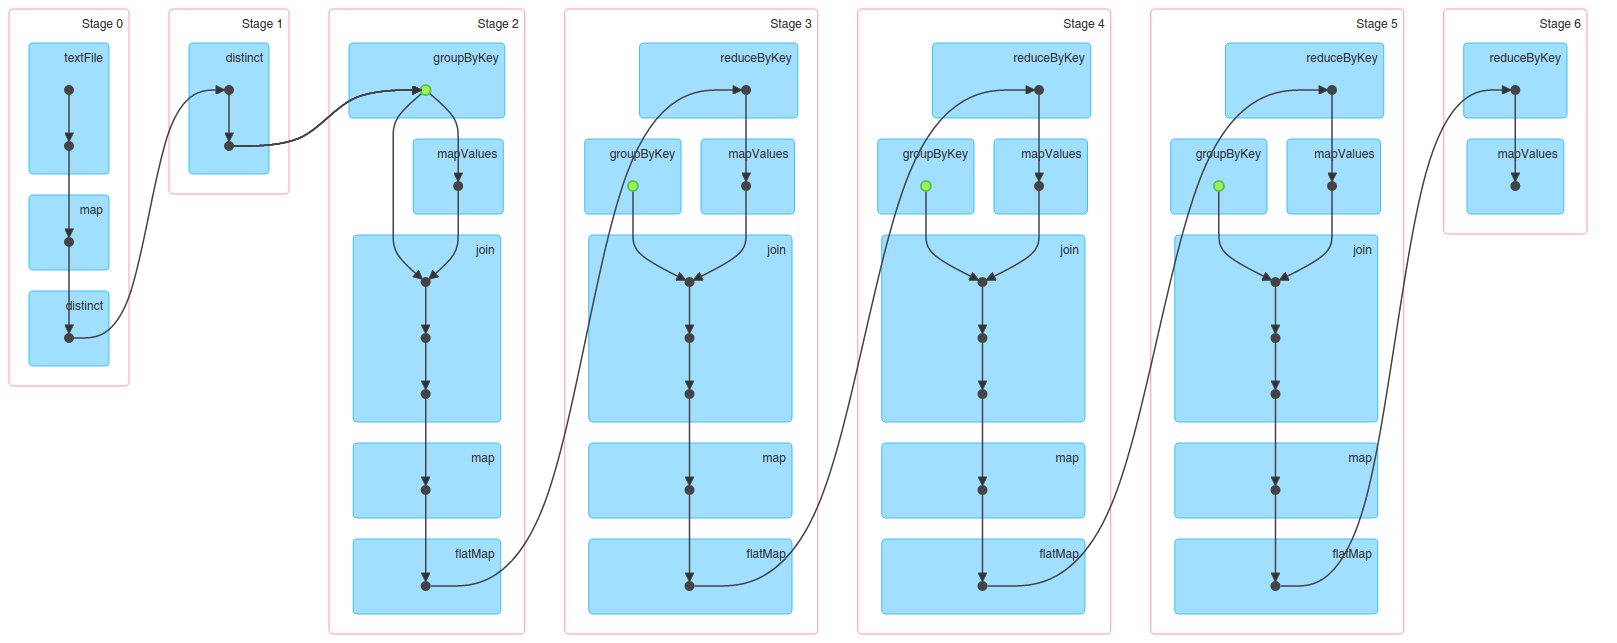 Stage 0
textFile
map
distinct
Stage 1
distinct
Stage 2
groupByKey
mapValues
join
map
flatMap
Stage 3
reduceByKey
groupByKey
mapValues
join
map
flatMap
Stage 4
reduceByKey
groupByKey
mapValues
join
map
flatMap
Stage 5
reduceByKey
groupByKey
mapValues
join
map
flatMap
Stage 6
reduceByKey
mapValues